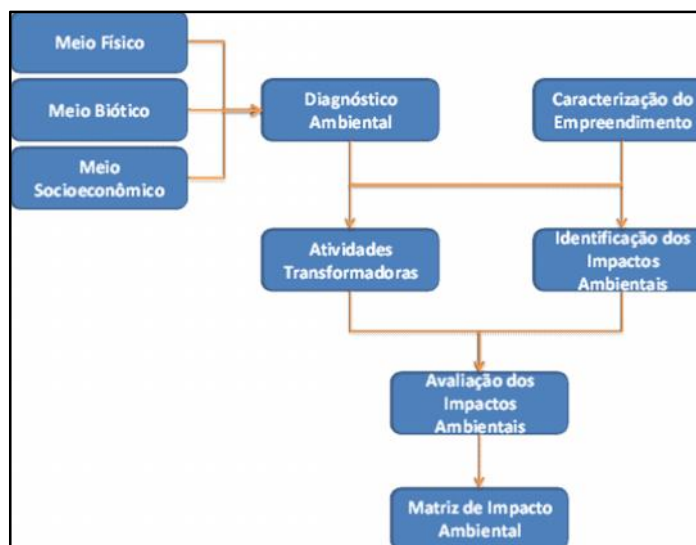 Meio Físico
Meio Biótico
Meio
Socioeconômico
Diagnóstico
Ambiental
Caracterização do
Empreendimento
Atividades
Transformadoras
Identificação dos
Impactos
Ambientais
Avaliação dos
Impactos
Ambientais
Matriz de Impacto
Ambiental